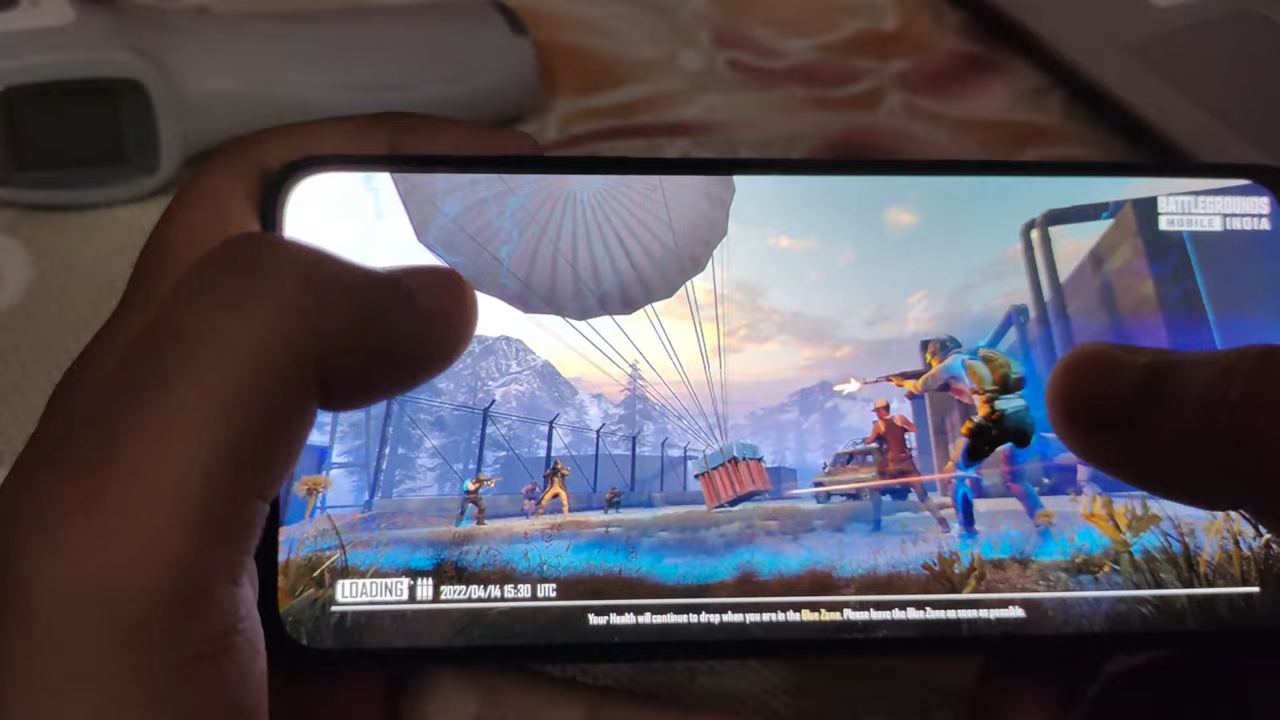 BATTLEGROUNDS
MOBILE INDIA
LOADING 2022/04/14 15:30 UTC
Your Health will continue to drop when you are in the Blue Zone. Please leave the Blue Zone as soon as possible.